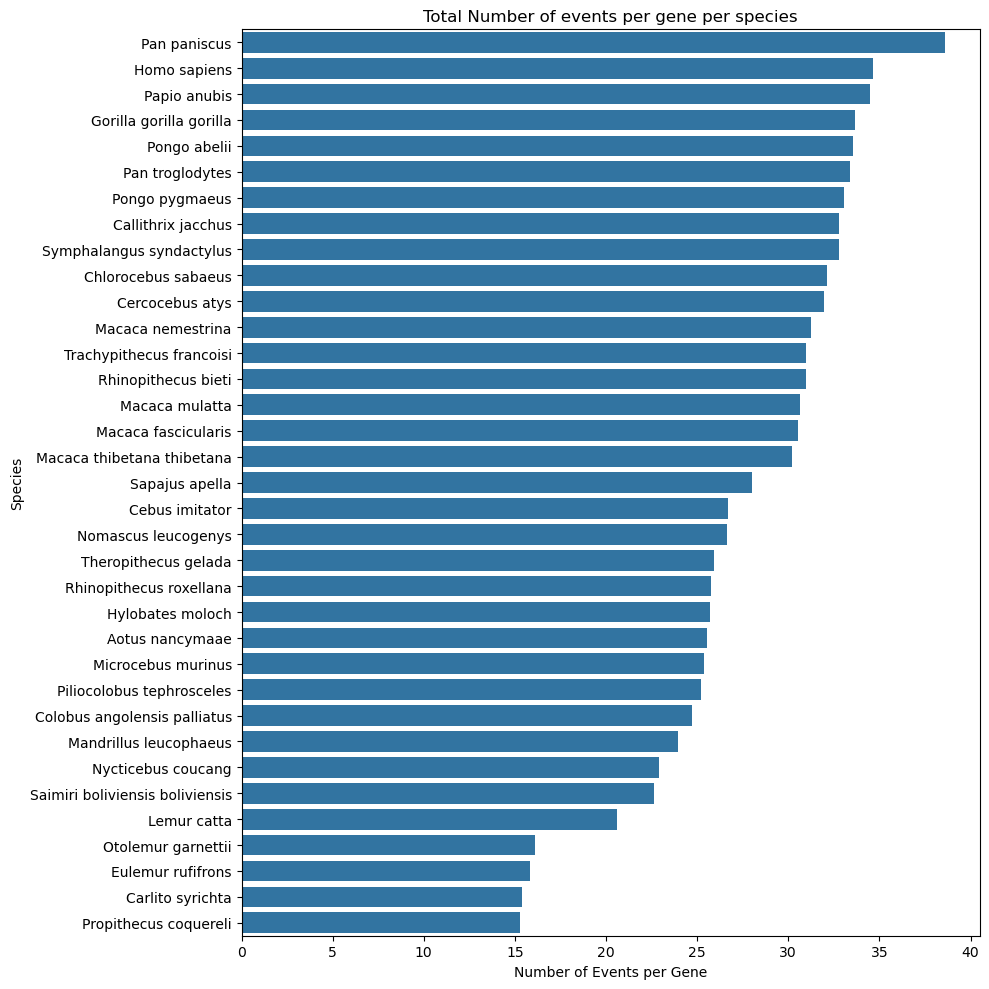 Total Number of events per gene per species
Species
Pan paniscus
Homo sapiens
Papio anubis
Gorilla gorilla gorilla
Pongo abelii
Pan troglodytes
Pongo pygmaeus
Callithrix jacchus
Symphalangus syndactylus
Chlorocebus sabaeus
Cercocebus atys
Macaca nemestrina
Trachypithecus francoisi
Rhinopithecus bieti
Macaca mulatta
Macaca fascicularis
Macaca thibetana thibetana
Sapajus apella
Cebus imitator
Nomascus leucogenys
Theropithecus gelada
Rhinopithecus roxellana
Hylobates moloch
Aotus nancymaae
Microcebus murinus
Piliocolobus tephrosceles
Colobus angolensis palliatus
Mandrillus leucophaeus
Nycticebus coucang
Saimiri boliviensis boliviensis
Lemur catta
Otolemur garnettii
Eulemur rufifrons
Carlito syrichta
Propithecus coquereli
0 5 10 15 20 25 30 35 40
Number of Events per Gene